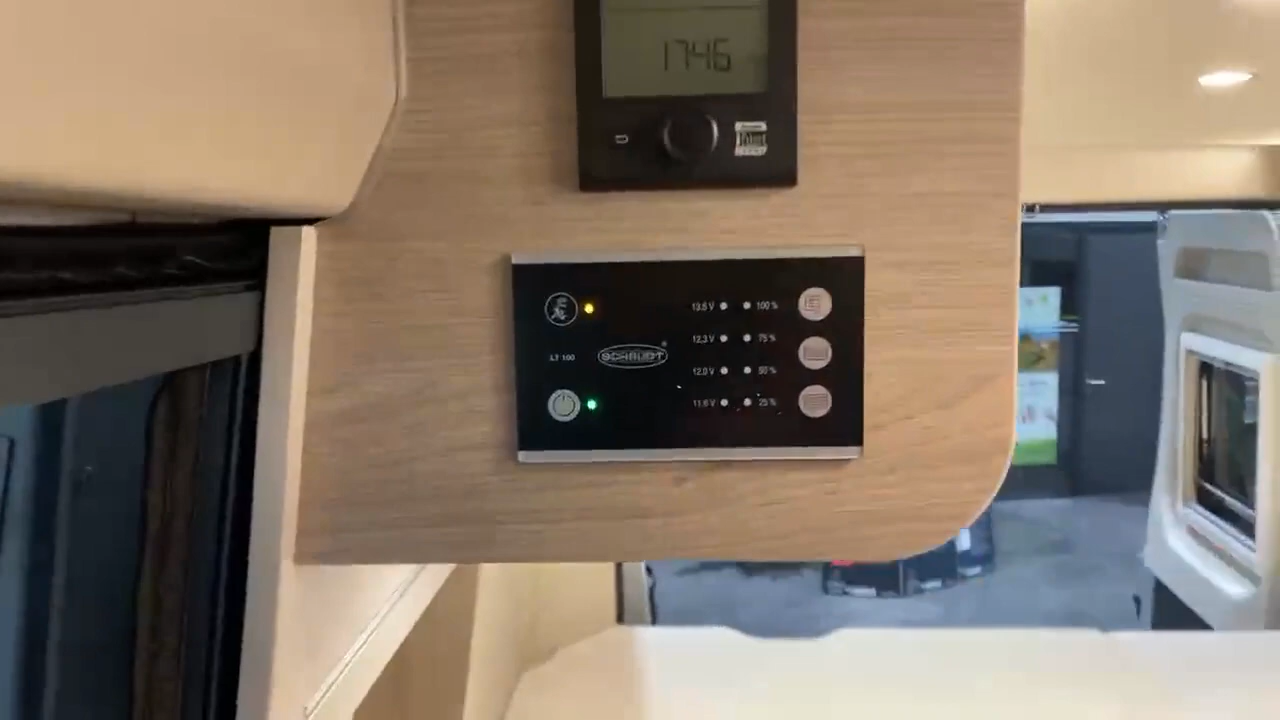 1746
13,5 V 100 %
12,3 V 75 %
LT 100 SCHAUDT ®
12,0 V 50 %
11,6 V 25 %